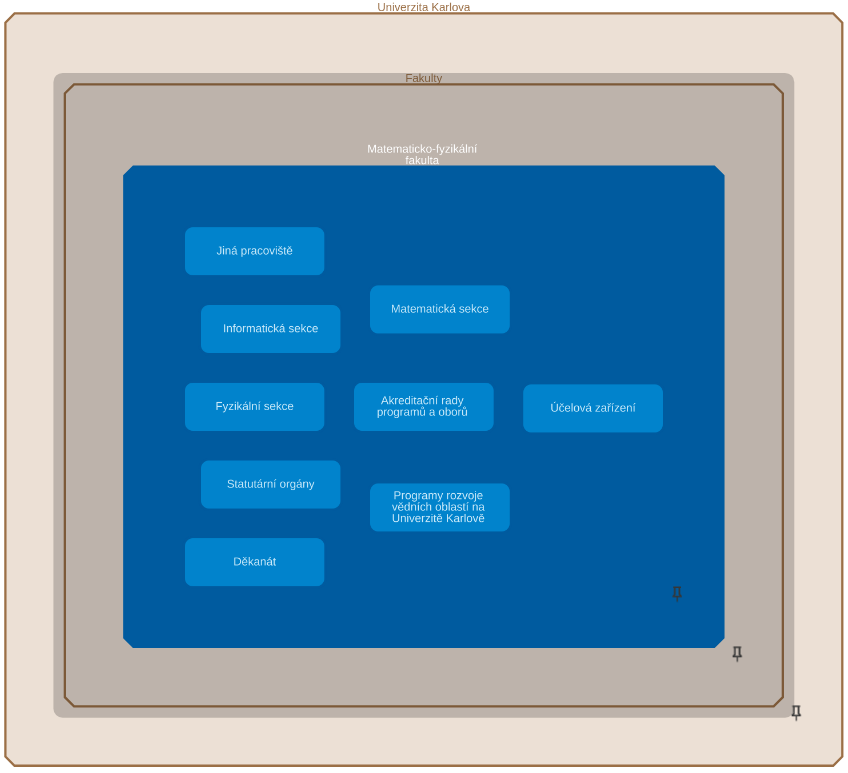 Univerzita Karlova
Fakulty
Matematicko-fyzikální
fakulta
Jiná pracoviště
Matematická sekce
Informatická sekce
Fyzikální sekce
Akreditační rady
programů a oborů
Účelová zařízení
Statutární orgány
Programy rozvoje
vědních oblastí na
Univerzitě Karlově
Děkanát